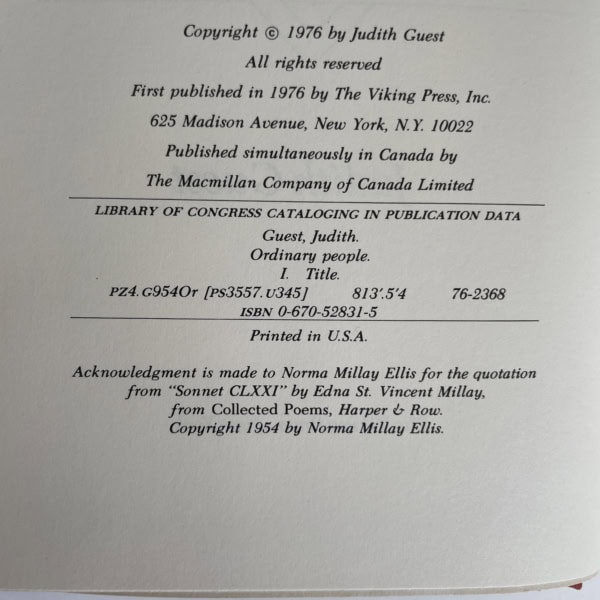 Copyright © 1976 by Judith Guest
All rights reserved
First published in 1976 by The Viking Press, Inc.
625 Madison Avenue, New York, N.Y. 10022
Published simultaneously in Canada by
The Macmillan Company of Canada Limited
LIBRARY OF CONGRESS CATALOGING IN PUBLICATION DATA
Guest, Judith.
Ordinary people.
I. Title.
PZ4.G954Or [PS3557.U345] 813'.5'4 76-2368
ISBN 0-670-52831-5
Printed in U.S.A.
Acknowledgment is made to Norma Millay Ellis for the quotation
from "Sonnet CLXXI" by Edna St. Vincent Millay,
from Collected Poems, Harper & Row.
Copyright 1954 by Norma Millay Ellis.